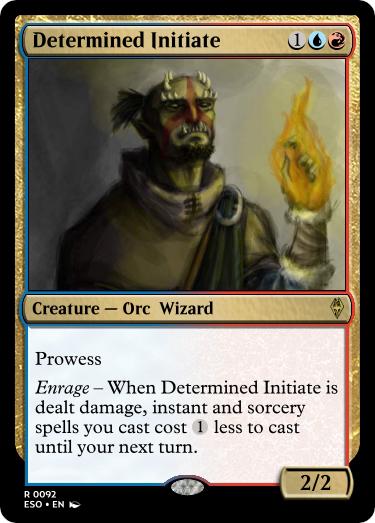 Determined Initiate 1
Creature — Orc Wizard
Prowess
Enrage – When Determined Initiate is
dealt damage, instant and sorcery
spells you cast cost 1 less to cast
until your next turn.
2/2
R 0092
ESO • EN